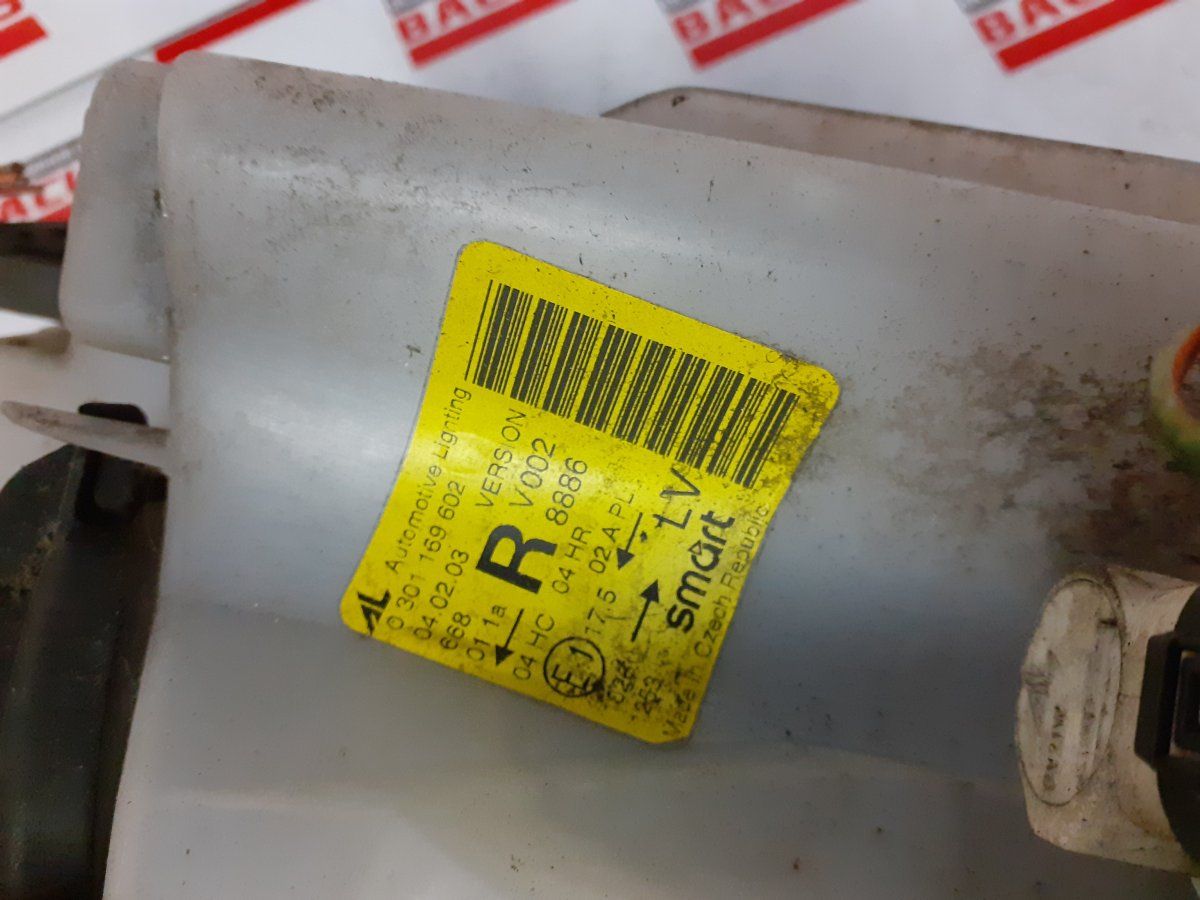 AL Automotive Lighting
0 301 169 602
04.02.03 VERSION
668 R V002
01 1a 8886
04 HC 04 HR
E1 17,5 02 A PL
LV
smart
Made in Czech Republic